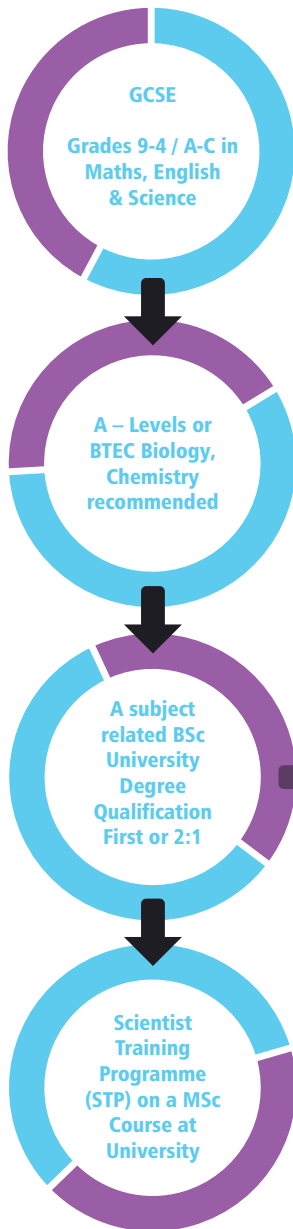 GCSE
Grades 9-4 / A-C in
Maths, English
& Science
A – Levels or
BTEC Biology,
Chemistry
recommended
A subject
related BSc
University
Degree
Qualification
First or 2:1
Scientist
Training
Programme
(STP) on a MSc
Course at
University